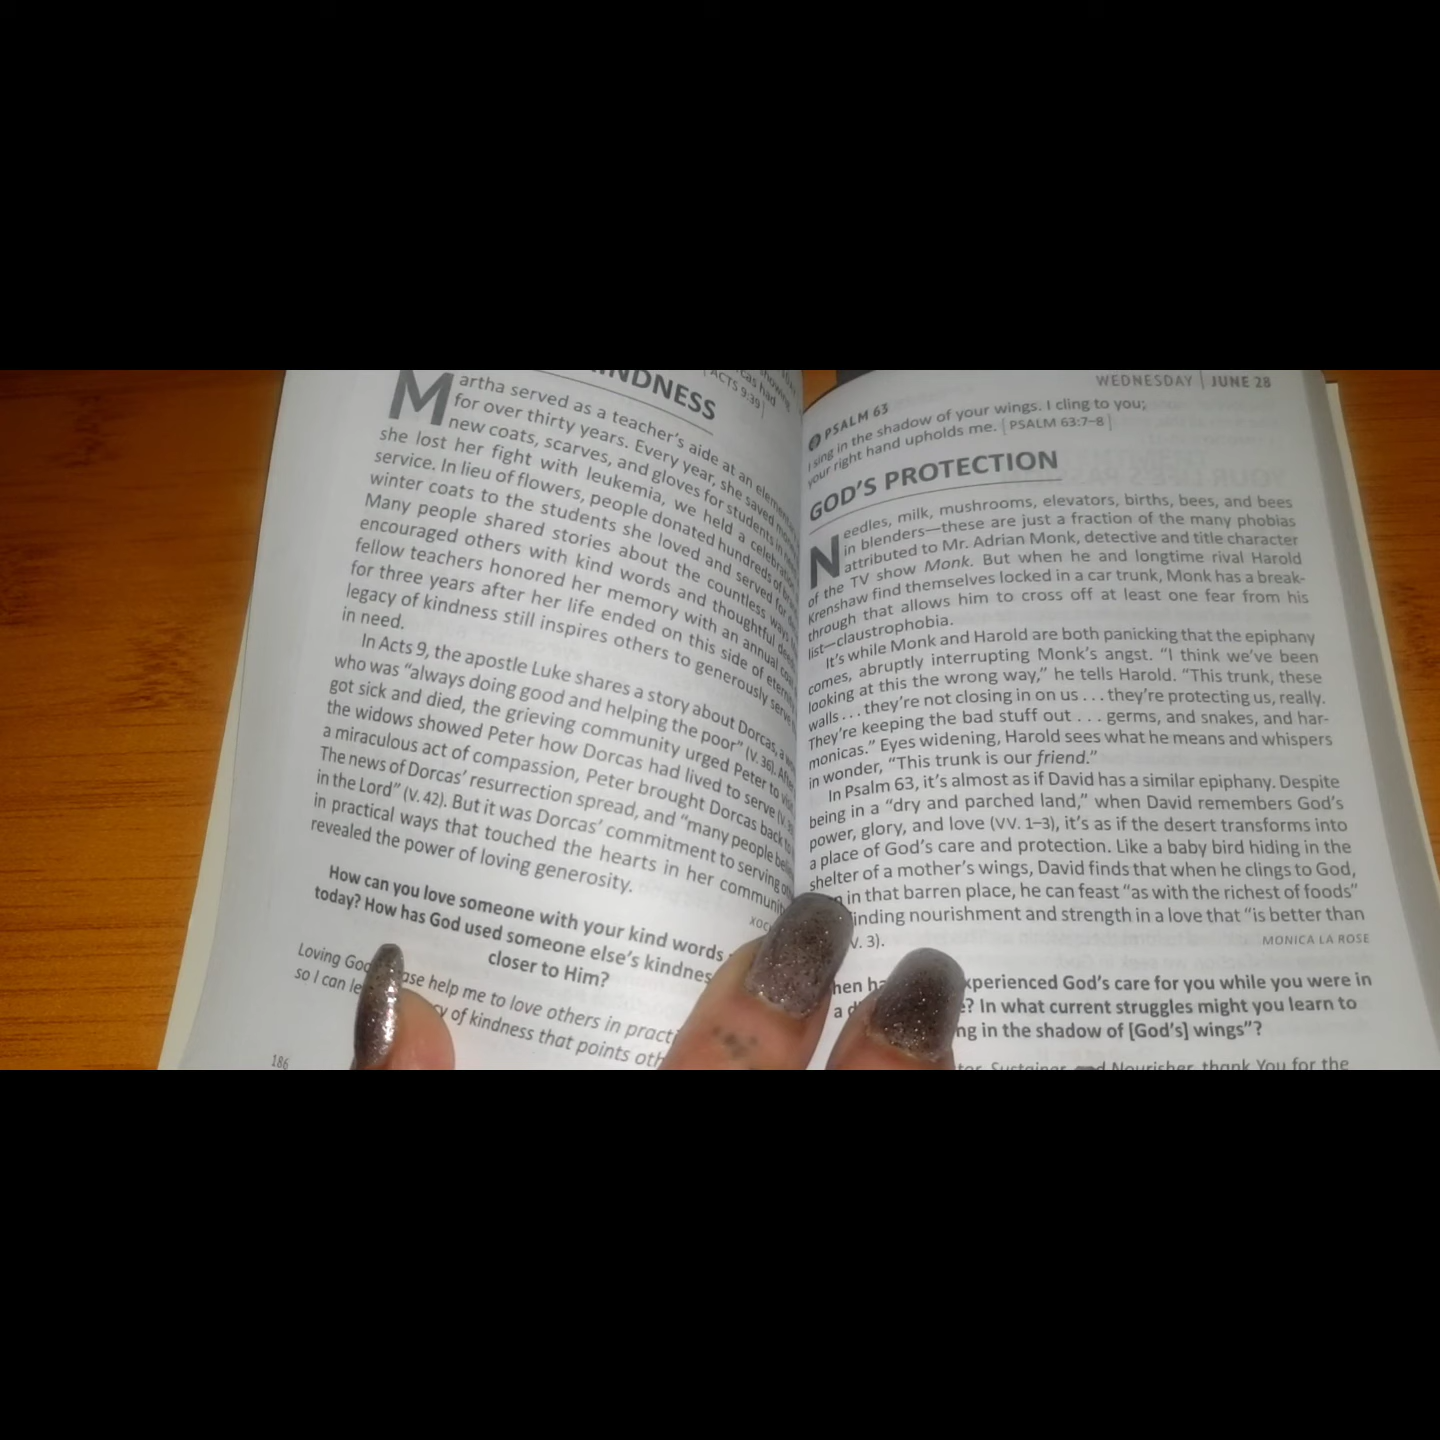 KINDNESS
ACTS 9:39
Martha served as a teacher's aide at an
for over thirty years. Every year, she saved
new coats, scarves, and gloves for students in
she lost her fight with leukemia, we held a
service. In lieu of flowers, people donated hundreds of
winter coats to the students she loved and served for
Many people shared stories about the countless ways
encouraged others with kind words and thoughtful
fellow teachers honored her memory with an annual
for three years after her life ended on this side of
legacy of kindness still inspires others to generously serve
in need.
In Acts 9, the apostle Luke shares a story about Dorcas, a
who was “always doing good and helping the poor” (V. 36). After
got sick and died, the grieving community urged Peter to
the widows showed Peter how Dorcas had lived to serve
a miraculous act of compassion, Peter brought Dorcas back
The news of Dorcas' resurrection spread, and “many people
in the Lord” (V. 42). But it was Dorcas' commitment to serving
in practical ways that touched the hearts in her
revealed the power of loving generosity.
How can you love someone with your kind words
today? How has God used someone else's
closer to Him?
Loving help me to love others in
so I can of kindness that points
186
WEDNESDAY | JUNE 28
PSALM 63
I sing in the shadow of your wings. I cling to you;
your right hand upholds me. [PSALM 63:7–8]
GOD'S PROTECTION
Needles, milk, mushrooms, elevators, births, bees, and bees
in blenders—these are just a fraction of the many phobias
attributed to Mr. Adrian Monk, detective and title character
of the TV show Monk. But when he and longtime rival Harold
Krenshaw find themselves locked in a car trunk, Monk has a break-
through that allows him to cross off at least one fear from his
list—claustrophobia.
It's while Monk and Harold are both panicking that the epiphany
comes, abruptly interrupting Monk's angst. “I think we've been
looking at this the wrong way,” he tells Harold. “This trunk, these
walls . . . they're not closing in on us . . . they're protecting us, really.
They're keeping the bad stuff out . . . germs, and snakes, and har-
monicas.” Eyes widening, Harold sees what he means and whispers
in wonder, “This trunk is our friend.”
In Psalm 63, it's almost as if David has a similar epiphany. Despite
being in a “dry and parched land,” when David remembers God's
power, glory, and love (VV. 1–3), it's as if the desert transforms into
a place of God's care and protection. Like a baby bird hiding in the
shelter of a mother's wings, David finds that when he clings to God,
in that barren place, he can feast “as with the richest of foods”
nourishment and strength in a love that “is better than
V. 3).
MONICA LA ROSE
God's care for you while you were in
a In what current struggles might you learn to
in the shadow of [God's] wings”?
Nourisher, thank You for the